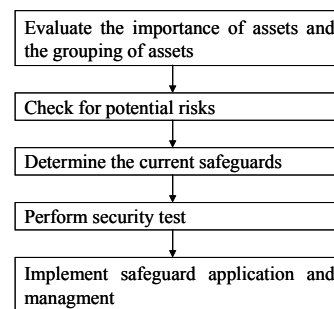 Evaluate the importance of assets and
the grouping of assets
Check for potential risks
Determine the current safeguards
Perform security test
Implement safeguard application and
managment